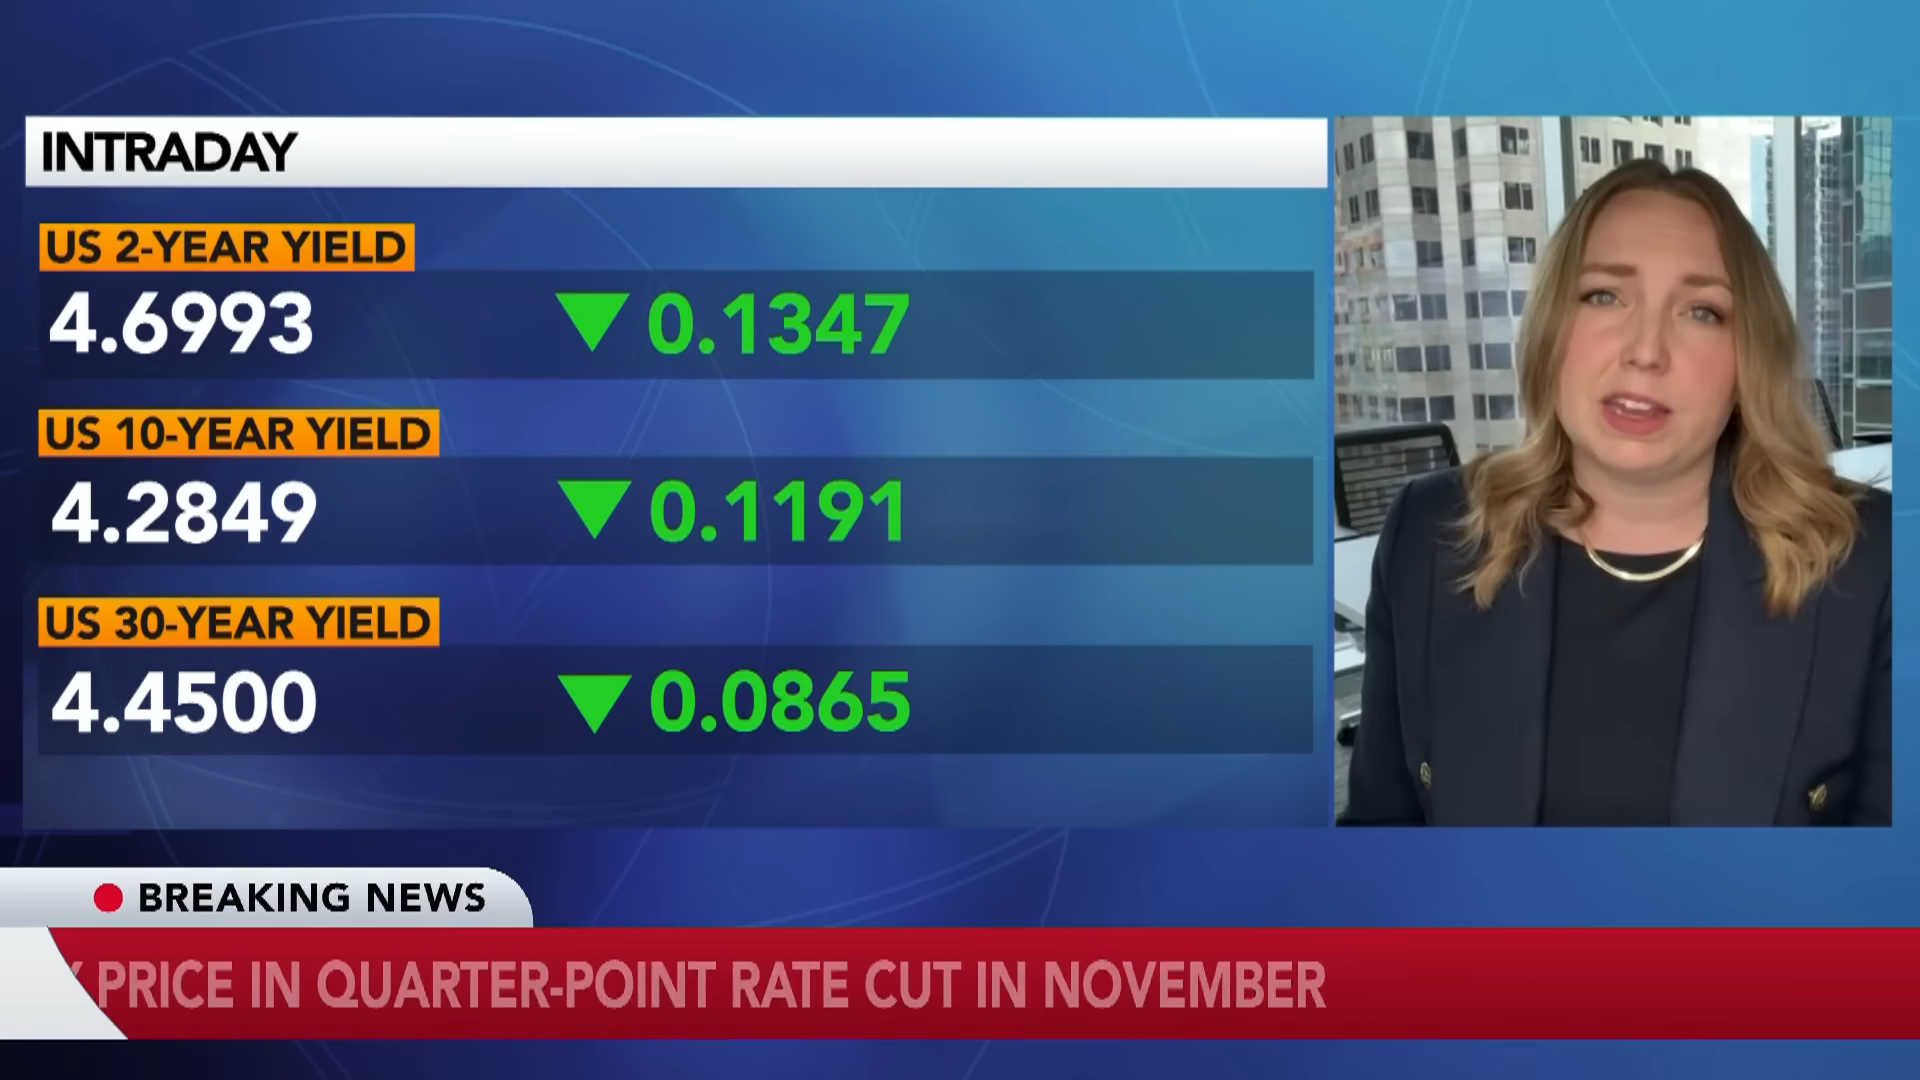 INTRADAY
US 2-YEAR YIELD
4.6993 ▼ 0.1347
US 10-YEAR YIELD
4.2849 ▼ 0.1191
US 30-YEAR YIELD
4.4500 ▼ 0.0865
BREAKING NEWS
PRICE IN QUARTER-POINT RATE CUT IN NOVEMBER